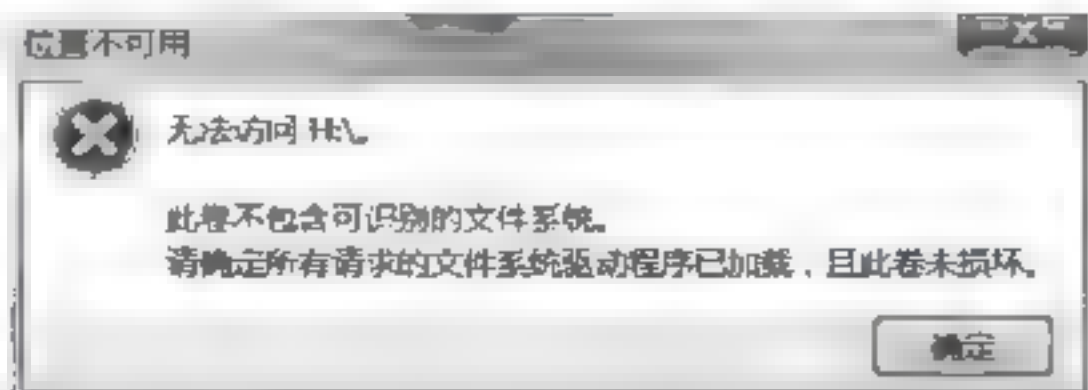 位置不可用
无法访问 H:\。
此卷不包含可识别的文件系统。
请确定所有请求的文件系统驱动程序已加载，且此卷未损坏。
确定